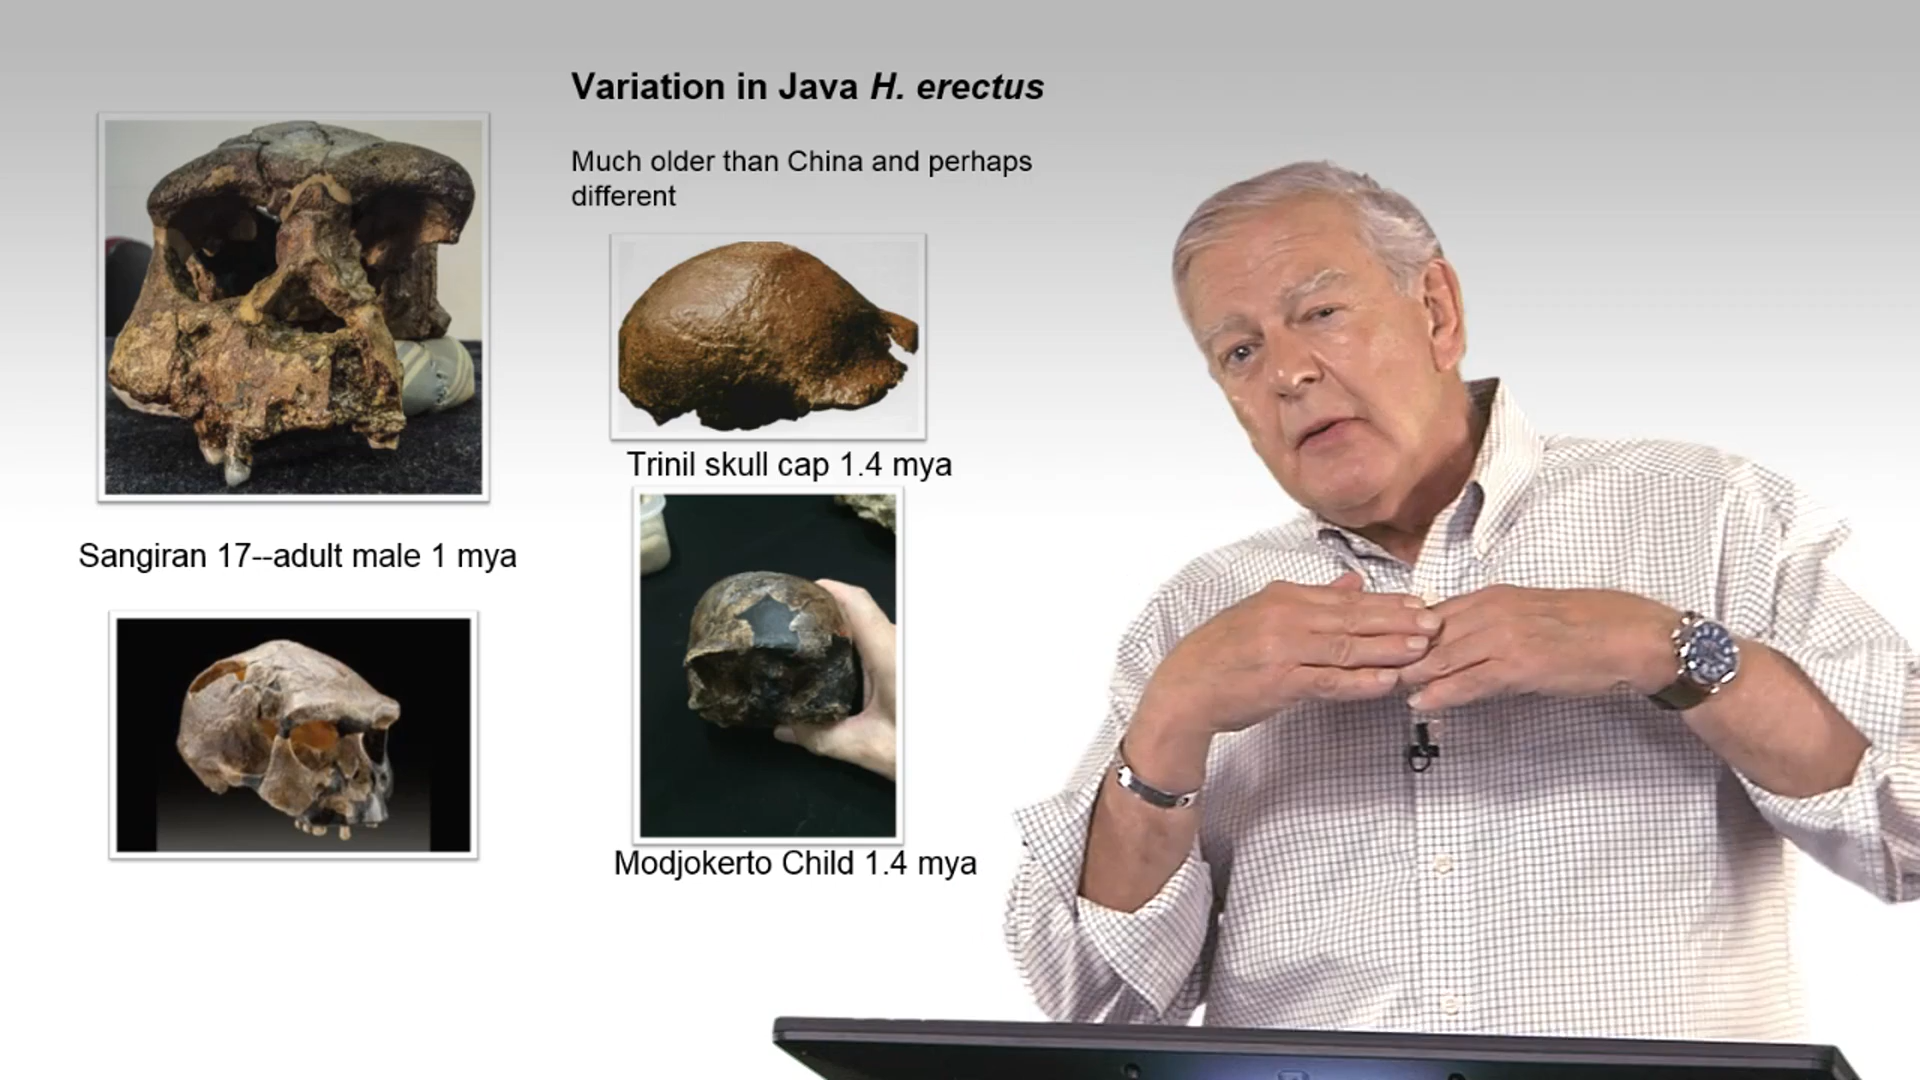 Variation in Java H. erectus
Much older than China and perhaps
different
Trinil skull cap 1.4 mya
Sangiran 17--adult male 1 mya
Modjokerto Child 1.4 mya